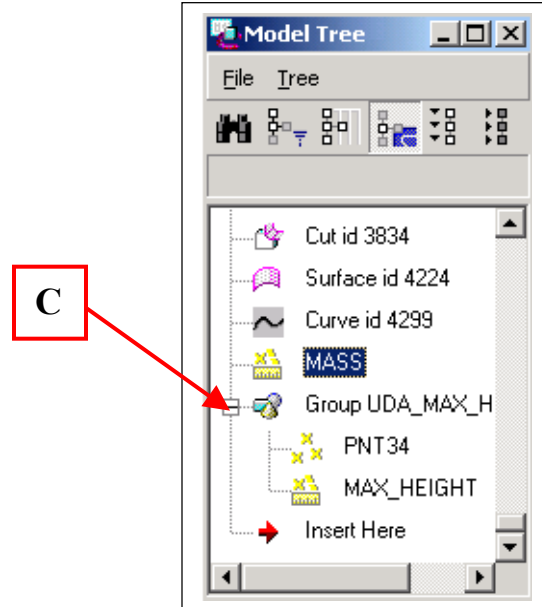 Model Tree
File Tree
Cut id 3834
Surface id 4224
Curve id 4299
C
MASS
Group UDA_MAX_H
PNT34
MAX_HEIGHT
Insert Here